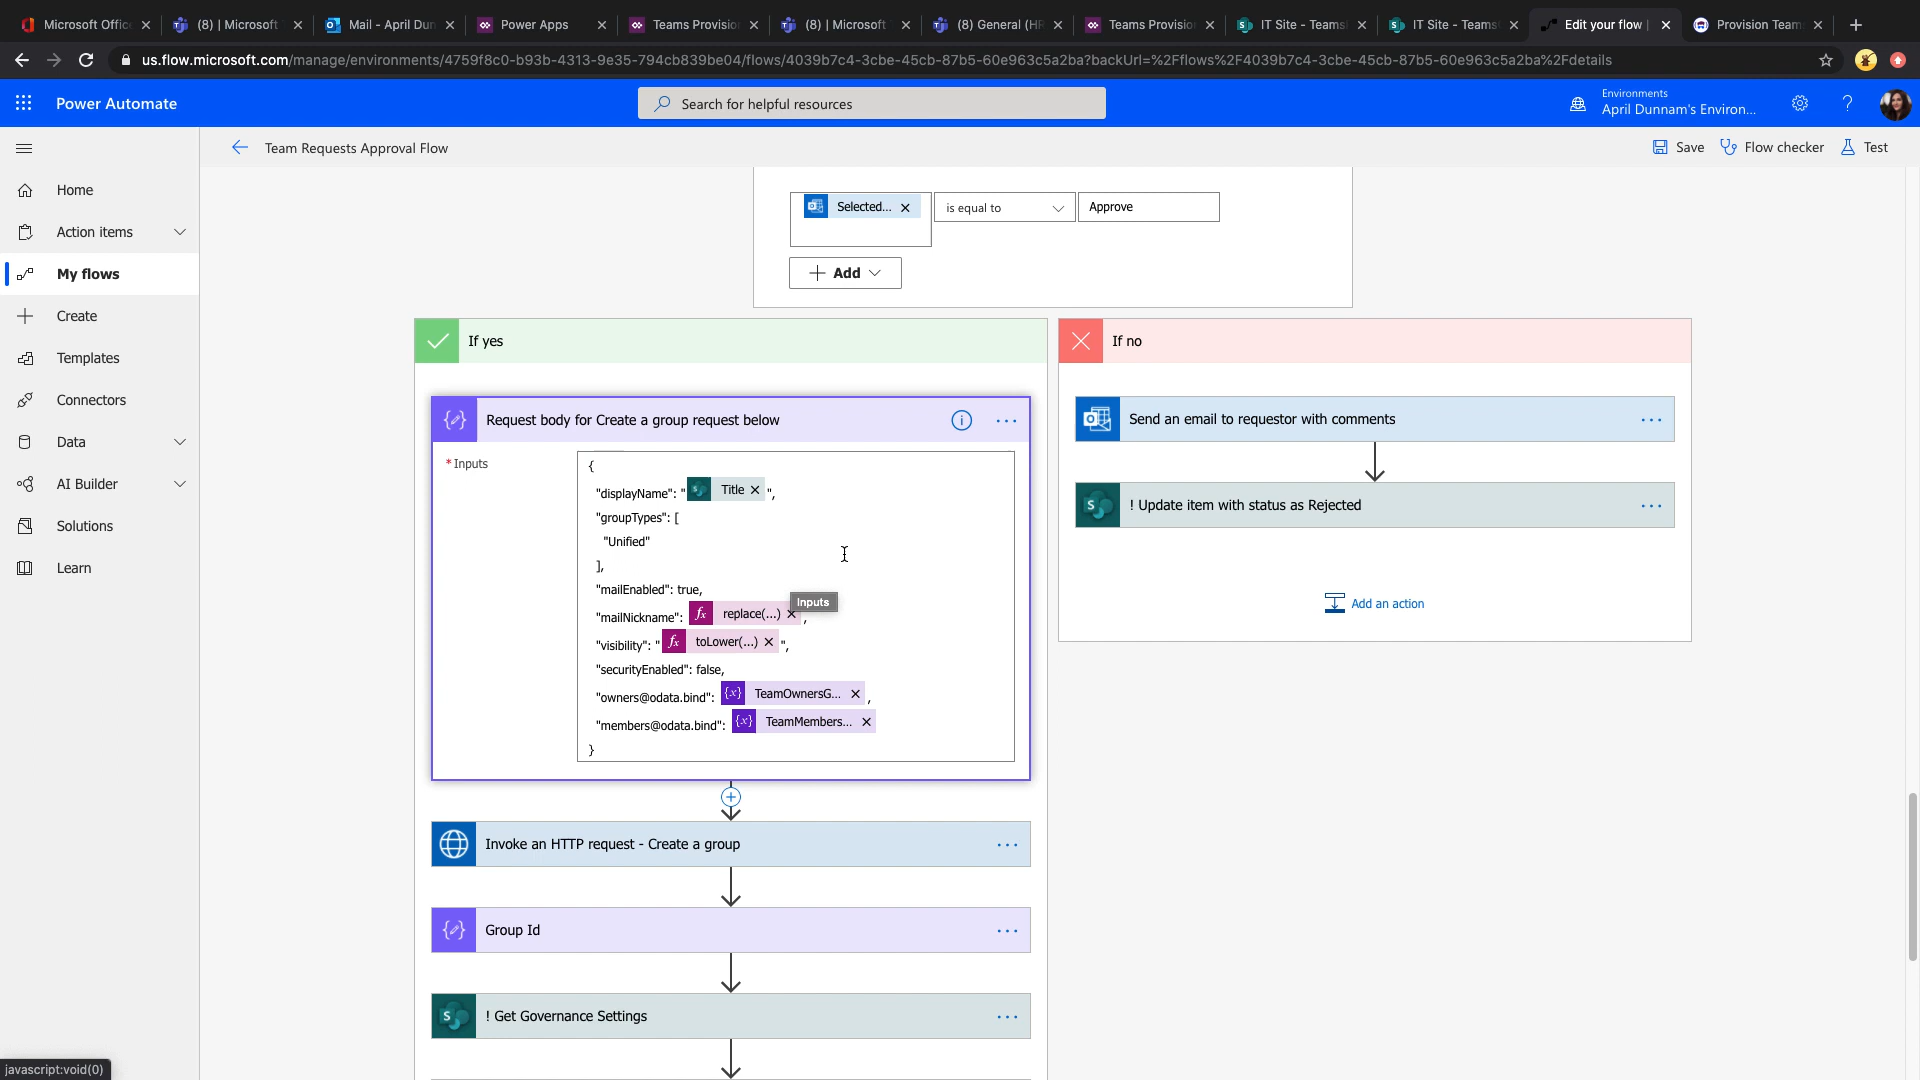 Microsoft Office
(8) | Microsoft
Mail - April Dun
Power Apps
Teams Provisio
(8) | Microsoft
(8) General (HR
Teams Provisio
IT Site - Teams
IT Site - Teams
Edit your flow |
Provision Team
us.flow.microsoft.com/manage/environments/4759f8c0-b93b-4313-9e35-794cb839be04/flows/4039b7c4-3cbe-45cb-87b5-60e963c5a2ba?backUrl=%2Fflows%2F4039b7c4-3cbe-45cb-87b5-60e963c5a2ba%2Fdetails
Power Automate
Search for helpful resources
Environments
April Dunnam's Environ...
Team Requests Approval Flow
Save
Flow checker
Test
Home
Action items
My flows
Create
Templates
Connectors
Data
AI Builder
Solutions
Learn
Selected...
is equal to
Approve
Add
If yes
Request body for Create a group request below
* Inputs
{
"displayName": " Title ",
"groupTypes": [
"Unified"
],
"mailEnabled": true,
"mailNickname": fx replace(...) ,
Inputs
"visibility": " fx toLower(...) ",
"securityEnabled": false,
"owners@odata.bind": {x} TeamOwnersG... ,
"members@odata.bind": {x} TeamMembers...
}
Invoke an HTTP request - Create a group
Group Id
! Get Governance Settings
If no
Send an email to requestor with comments
! Update item with status as Rejected
Add an action
javascript:void(0)